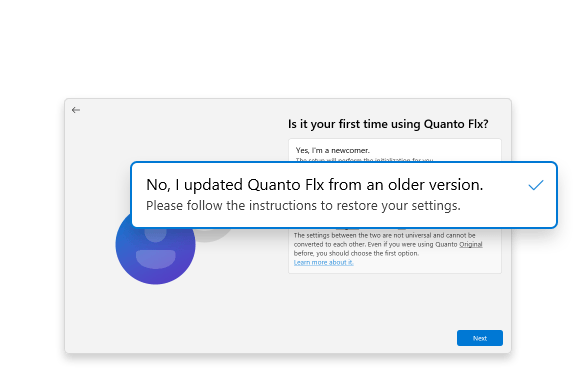 Is it your first time using Quanto Flx?
Yes, I'm a newcomer.
The setup will perform the initialization for you.
No, I updated Quanto Flx from an older version.
Please follow the instructions to restore your settings.
The settings between the two are not universal and cannot be
converted to each other. Even if you were using Quanto Original
before, you should choose the first option.
Learn more about it.
Next